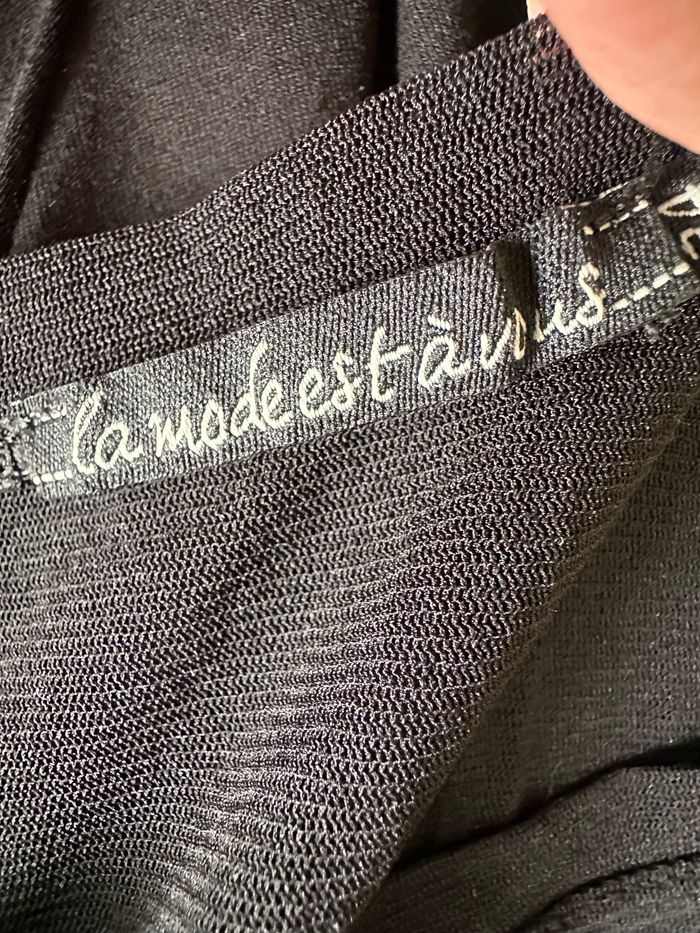 la mode est à vous